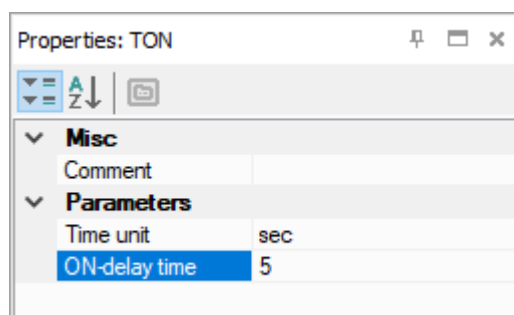 Properties: TON
Misc
Comment
Parameters
Time unit sec
ON-delay time 5